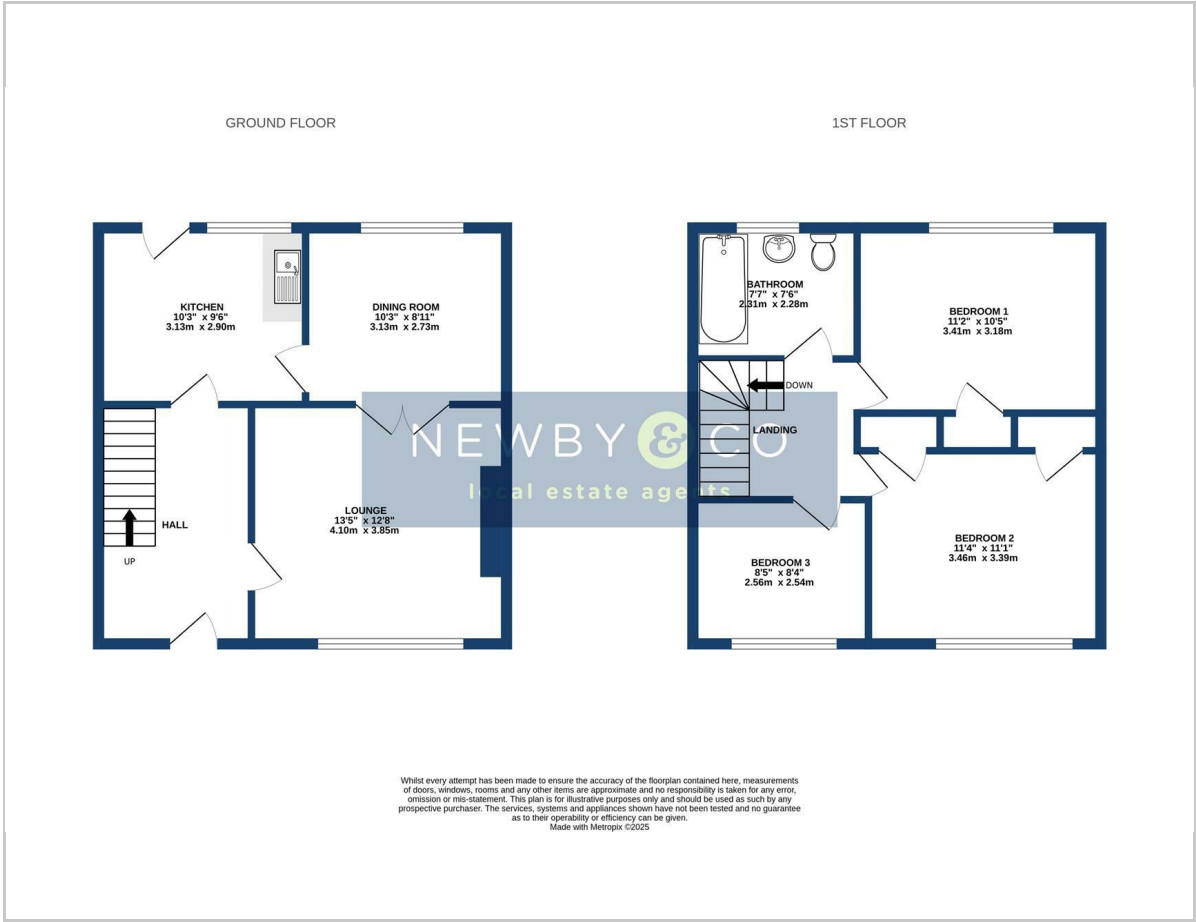 GROUND FLOOR
1ST FLOOR
KITCHEN
10'3" x 9'6"
3.13m x 2.90m
DINING ROOM
10'3" x 8'11"
3.13m x 2.73m
HALL
UP
LOUNGE
13'5" x 12'8"
4.10m x 3.85m
BATHROOM
7'7" x 7'6"
2.31m x 2.28m
BEDROOM 1
11'2" x 10'5"
3.41m x 3.18m
DOWN
LANDING
BEDROOM 3
8'5" x 8'4"
2.56m x 2.54m
BEDROOM 2
11'4" x 11'1"
3.46m x 3.39m
NEWBY & CO
local estate agents
Whilst every attempt has been made to ensure the accuracy of the floorplan contained here, measurements
of doors, windows, rooms and any other items are approximate and no responsibility is taken for any error,
omission or mis-statement. This plan is for illustrative purposes only and should be used as such by any
prospective purchaser. The services, systems and appliances shown have not been tested and no guarantee
as to their operability or efficiency can be given.
Made with Metropix ©2025